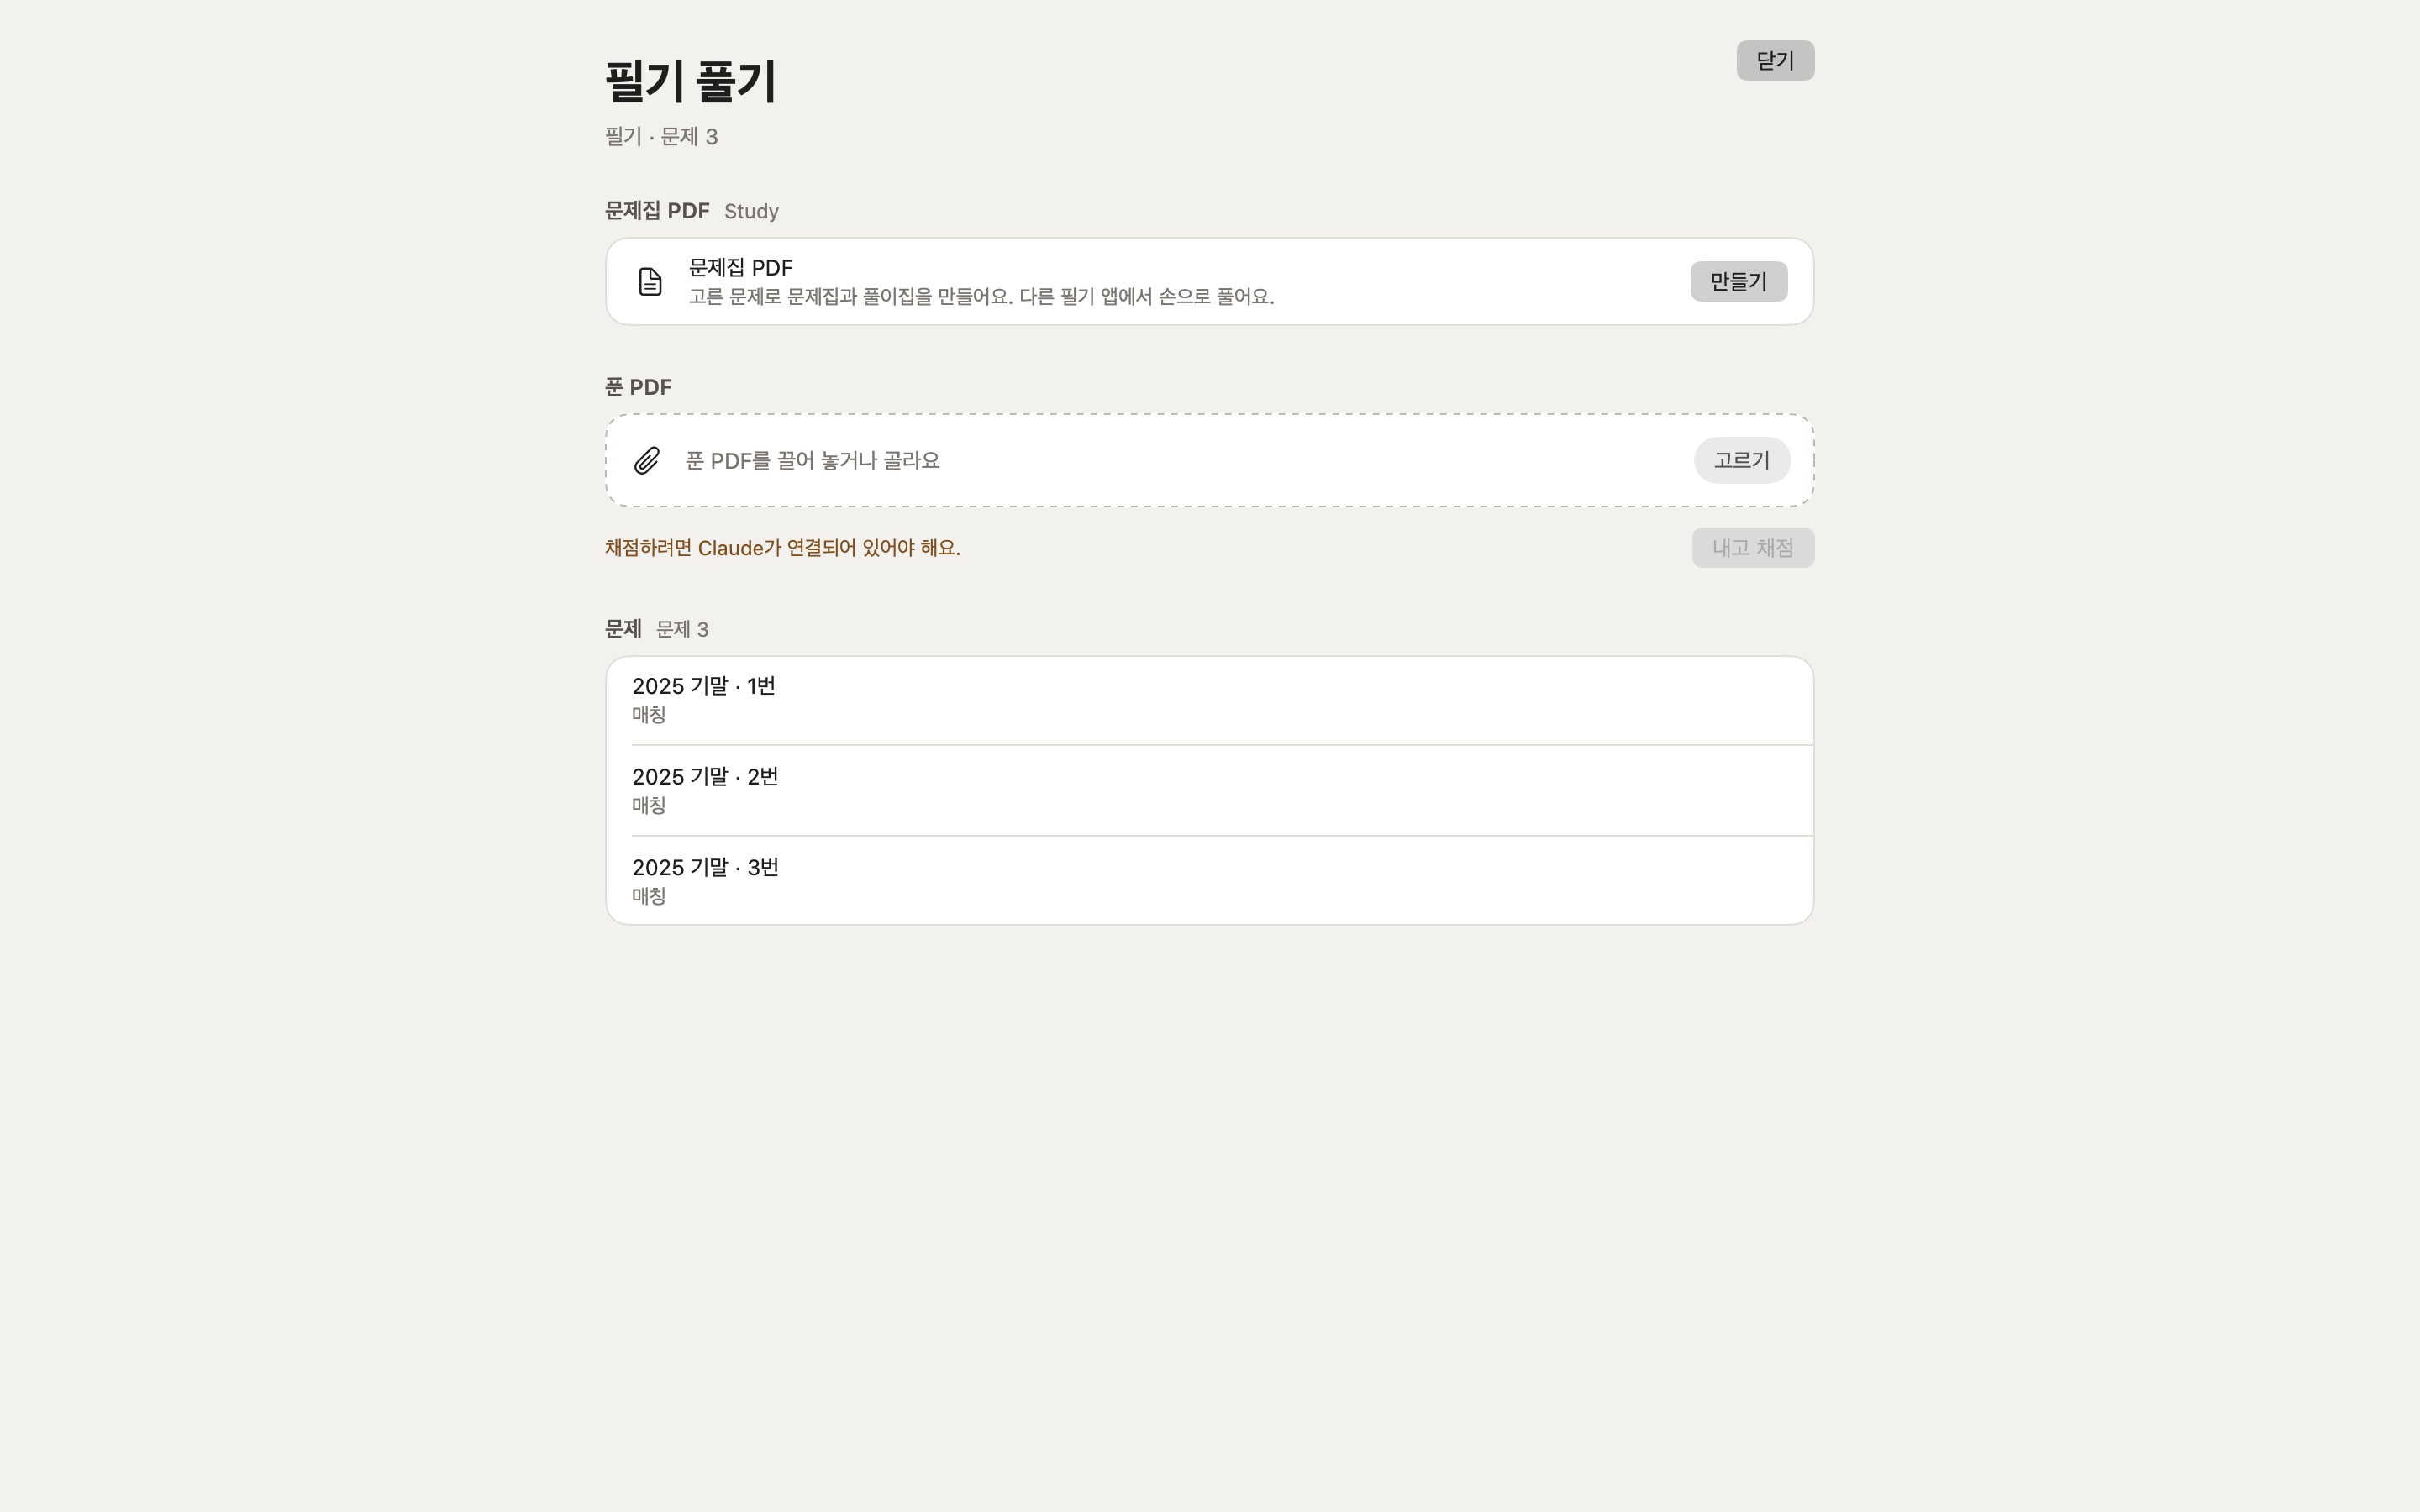 필기 풀기
닫기
필기 · 문제 3
문제집 PDF Study
문제집 PDF
고른 문제로 문제집과 풀이집을 만들어요. 다른 필기 앱에서 손으로 풀어요.
만들기
푼 PDF
푼 PDF를 끌어 놓거나 골라요
고르기
채점하려면 Claude가 연결되어 있어야 해요.
내고 채점
문제 문제 3
2025 기말 · 1번
매칭
2025 기말 · 2번
매칭
2025 기말 · 3번
매칭